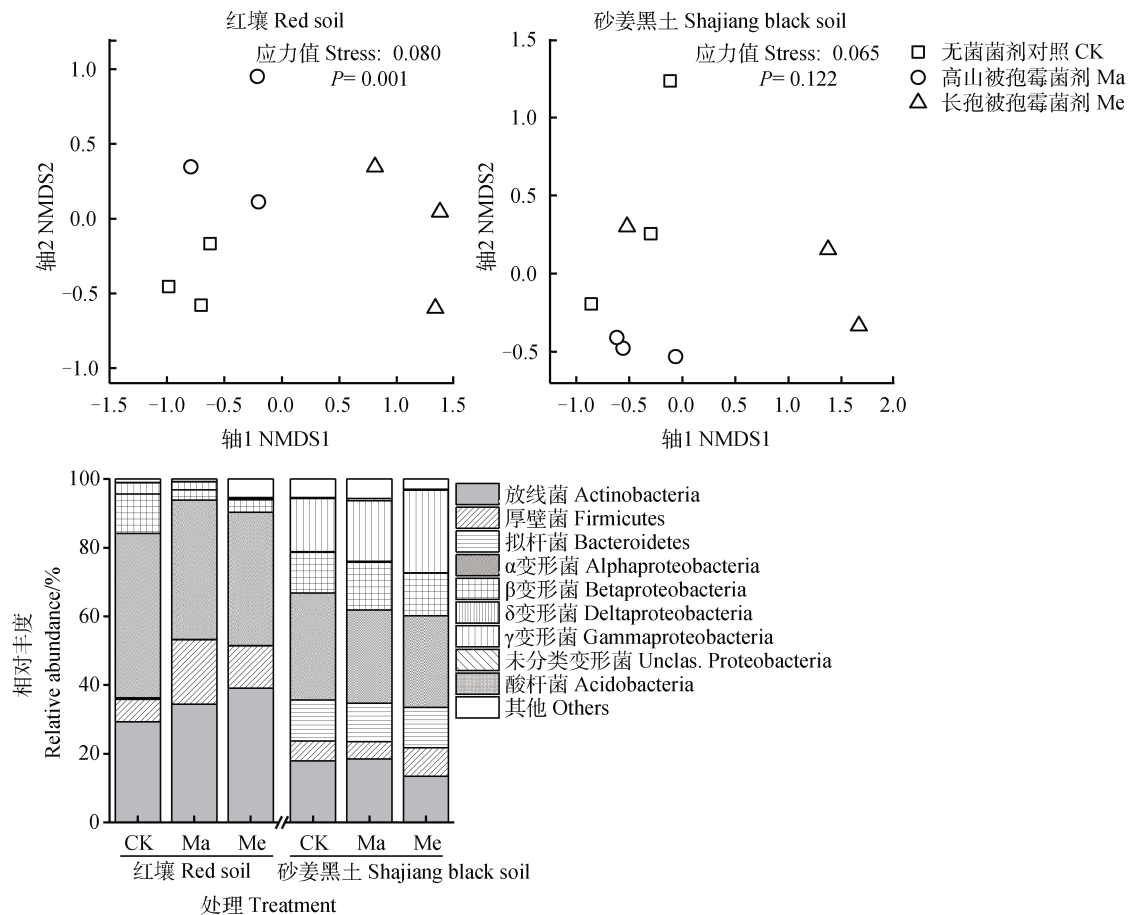 红壤 Red soil
应力值 Stress: 0.080
P= 0.001
1.0
0.5
0.0
−0.5
−1.0
轴2 NMDS2
−1.5
−1.0
−0.5
0.0
0.5
1.0
1.5
轴1 NMDS1
砂姜黑土 Shajiang black soil
应力值 Stress: 0.065
P= 0.122
1.5
1.0
0.5
0.0
−0.5
轴2 NMDS2
−1.0
−0.5
0.0
0.5
1.0
1.5
2.0
轴1 NMDS1
无菌菌剂对照 CK
高山被孢霉菌剂 Ma
长孢被孢霉菌剂 Me
100
80
60
40
20
0
相对丰度
Relative abundance/%
CK
Ma
Me
CK
Ma
Me
红壤 Red soil
砂姜黑土 Shajiang black soil
处理 Treatment
放线菌 Actinobacteria
厚壁菌 Firmicutes
拟杆菌 Bacteroidetes
α变形菌 Alphaproteobacteria
β变形菌 Betaproteobacteria
δ变形菌 Deltaproteobacteria
γ变形菌 Gammaproteobacteria
未分类变形菌 Unclas. Proteobacteria
酸杆菌 Acidobacteria
其他 Others